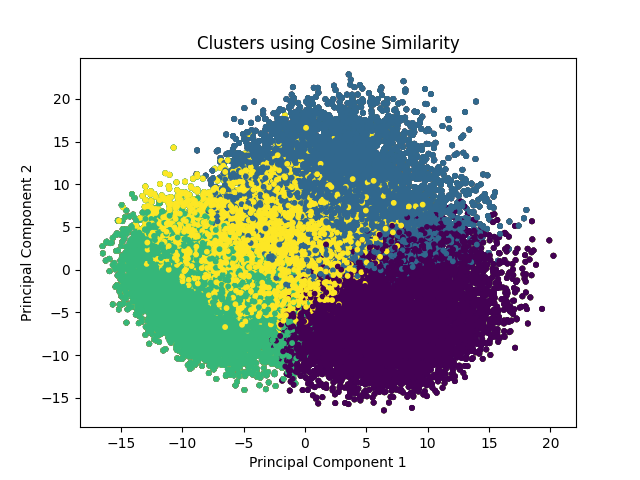 Clusters using Cosine Similarity
20
15
10
5
0
−5
−10
−15
Principal Component 2
−15 −10 −5 0 5 10 15 20
Principal Component 1